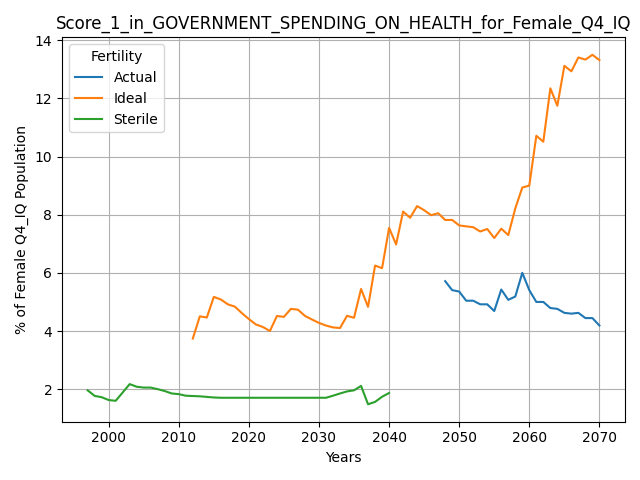 Score_1_in_GOVERNMENT_SPENDING_ON_HEALTH_for_Female_Q4_IQ
Fertility
Actual
Ideal
Sterile
% of Female Q4_IQ Population
14
12
10
8
6
4
2
2000 2010 2020 2030 2040 2050 2060 2070
Years